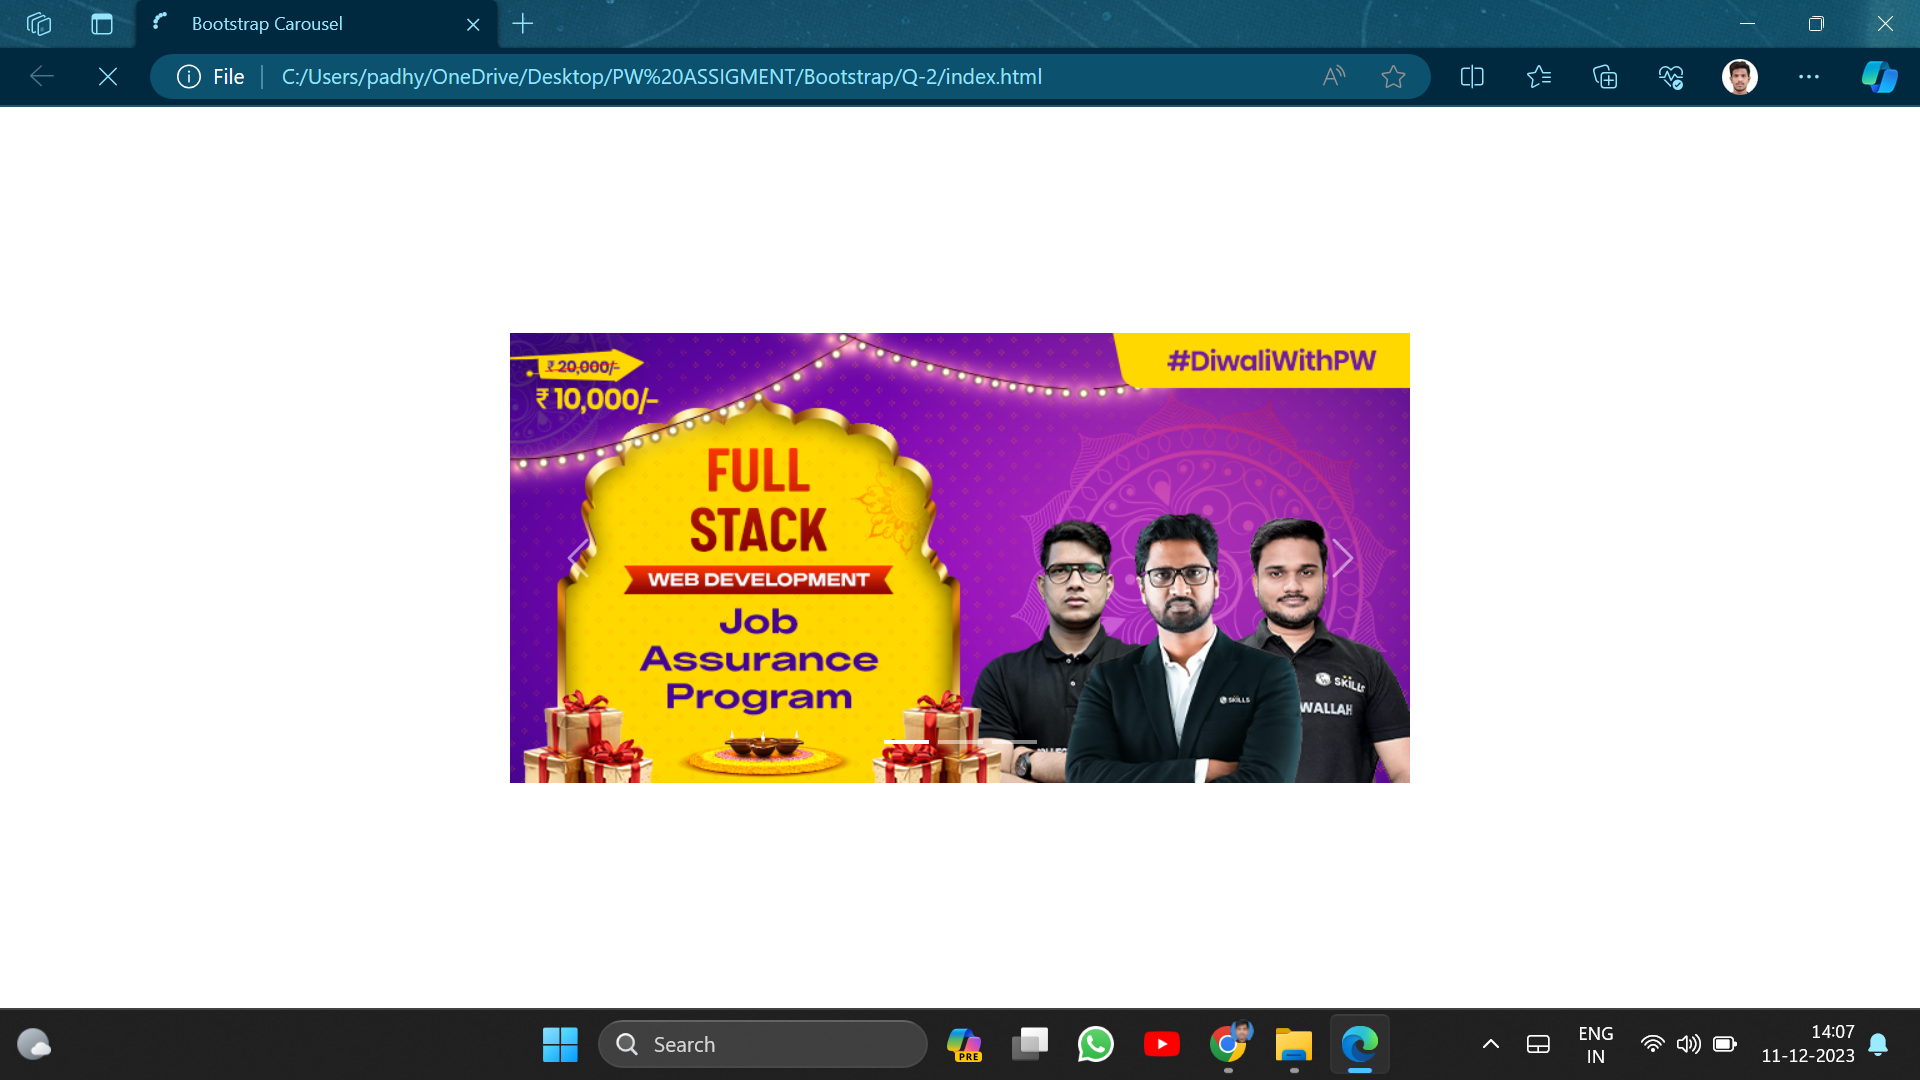 Bootstrap Carousel
File
C:/Users/padhy/OneDrive/Desktop/PW%20ASSIGMENT/Bootstrap/Q-2/index.html
₹ 20,000/-
₹ 10,000/-
#DiwaliWithPW
FULL
STACK
WEB DEVELOPMENT
Job
Assurance
Program
SKILLS
SKILLS
WALLAH
Search
PRE
ENG
IN
14:07
11-12-2023